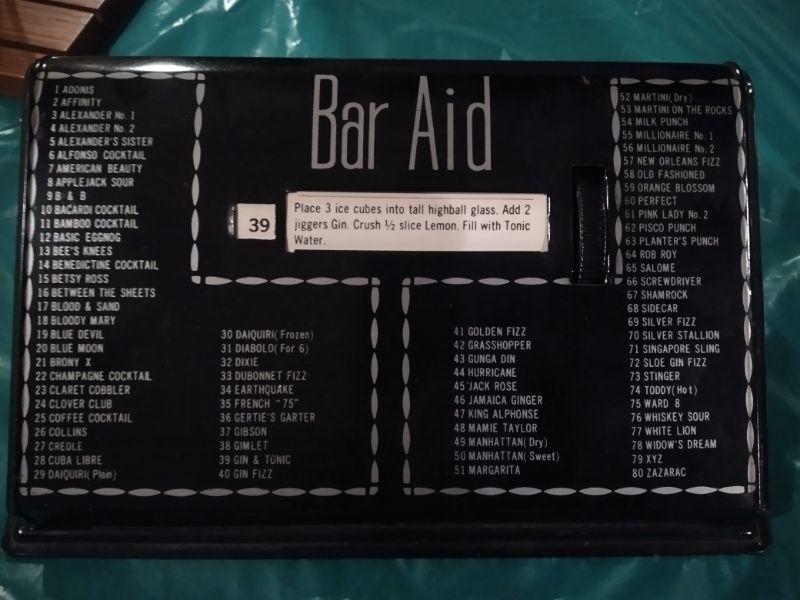 Bar Aid
39
Place 3 ice cubes into tall highball glass. Add 2
jiggers Gin. Crush ½ slice Lemon. Fill with Tonic
Water.
1 ADONIS
2 AFFINITY
3 ALEXANDER No. 1
4 ALEXANDER No. 2
5 ALEXANDER'S SISTER
6 ALFONSO COCKTAIL
7 AMERICAN BEAUTY
8 APPLEJACK SOUR
9 B & B
10 BACARDI COCKTAIL
11 BAMBOO COCKTAIL
12 BASIC EGGNOG
13 BEE'S KNEES
14 BENEDICTINE COCKTAIL
15 BETSY ROSS
16 BETWEEN THE SHEETS
17 BLOOD & SAND
18 BLOODY MARY
19 BLUE DEVIL
20 BLUE MOON
21 BRONY X
22 CHAMPAGNE COCKTAIL
23 CLARET COBBLER
24 CLOVER CLUB
25 COFFEE COCKTAIL
26 COLLINS
27 CREOLE
28 CUBA LIBRE
29 DAIQUIRI (Plain)
30 DAIQUIRI (Frozen)
31 DIABOLO (For 6)
32 DIXIE
33 DUBONNET FIZZ
34 EARTHQUAKE
35 FRENCH "75"
36 GERTIE'S GARTER
37 GIBSON
38 GIMLET
39 GIN & TONIC
40 GIN FIZZ
41 GOLDEN FIZZ
42 GRASSHOPPER
43 GUNGA DIN
44 HURRICANE
45 JACK ROSE
46 JAMAICA GINGER
47 KING ALPHONSE
48 MAMIE TAYLOR
49 MANHATTAN (Dry)
50 MANHATTAN (Sweet)
51 MARGARITA
52 MARTINI (Dry)
53 MARTINI ON THE ROCKS
54 MILK PUNCH
55 MILLIONAIRE No. 1
56 MILLIONAIRE No. 2
57 NEW ORLEANS FIZZ
58 OLD FASHIONED
59 ORANGE BLOSSOM
60 PERFECT
61 PINK LADY No. 2
62 PISCO PUNCH
63 PLANTER'S PUNCH
64 ROB ROY
65 SALOME
66 SCREWDRIVER
67 SHAMROCK
68 SIDECAR
69 SILVER FIZZ
70 SILVER STALLION
71 SINGAPORE SLING
72 SLOE GIN FIZZ
73 STINGER
74 TODDY (Hot)
75 WARD 8
76 WHISKEY SOUR
77 WHITE LION
78 WIDOW'S DREAM
79 XYZ
80 ZAZARAC